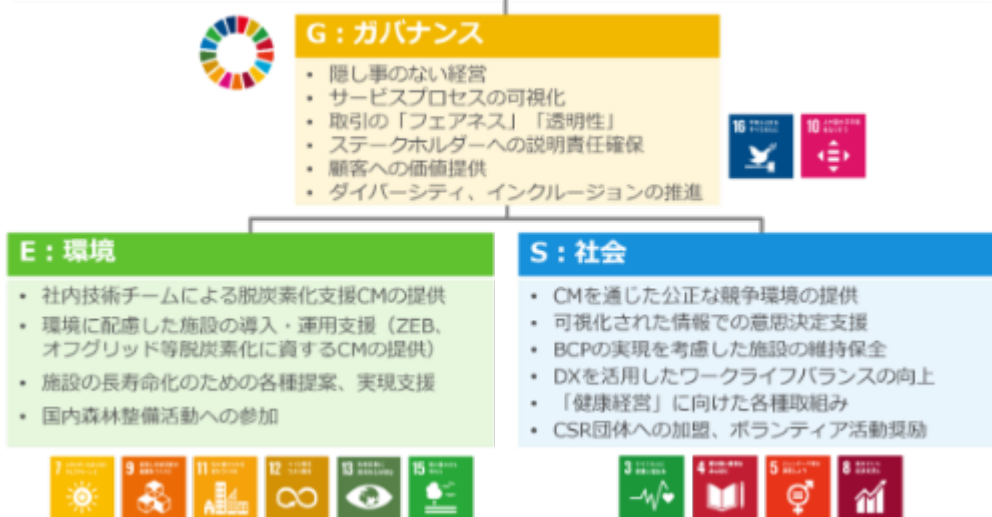 G：ガバナンス
• 隠し事のない経営
• サービスプロセスの可視化
• 取引の「フェアネス」「透明性」
• ステークホルダーへの説明責任確保
• 顧客への価値提供
• ダイバーシティ、インクルージョンの推進
16
10
E：環境
• 社内技術チームによる脱炭素化支援CMの提供
• 環境に配慮した施設の導入・運用支援（ZEB、
オフグリッド等脱炭素化に資するCMの提供）
• 施設の長寿命化のための各種提案、実現支援
• 国内森林整備活動への参加
7
9
11
12
13
15
S：社会
• CMを通じた公正な競争環境の提供
• 可視化された情報での意思決定支援
• BCPの実現を考慮した施設の維持保全
• DXを活用したワークライフバランスの向上
• 「健康経営」に向けた各種取組み
• CSR団体への加盟、ボランティア活動奨励
3
4
5
8